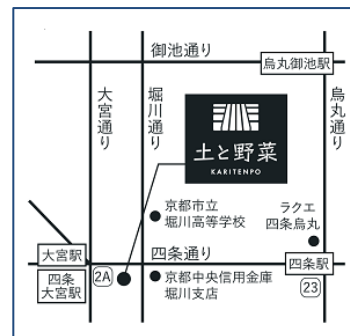 御池通り
烏丸御池駅
大宮通り
堀川通り
烏丸通り
土と野菜
KARITENPO
京都市立
堀川高等学校
ラクエ
四条烏丸
四条通り
大宮駅
四条
大宮駅
2A
京都中央信用金庫
堀川支店
四条駅
23